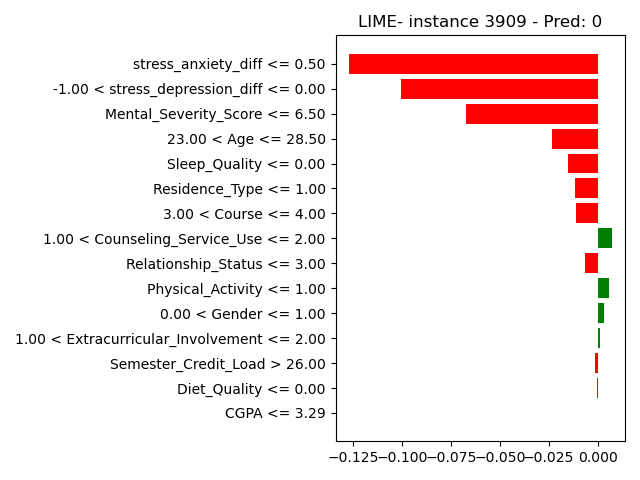 LIME- instance 3909 - Pred: 0
stress_anxiety_diff <= 0.50
-1.00 < stress_depression_diff <= 0.00
Mental_Severity_Score <= 6.50
23.00 < Age <= 28.50
Sleep_Quality <= 0.00
Residence_Type <= 1.00
3.00 < Course <= 4.00
1.00 < Counseling_Service_Use <= 2.00
Relationship_Status <= 3.00
Physical_Activity <= 1.00
0.00 < Gender <= 1.00
1.00 < Extracurricular_Involvement <= 2.00
Semester_Credit_Load > 26.00
Diet_Quality <= 0.00
CGPA <= 3.29
−0.125 −0.100 −0.075 −0.050 −0.025 0.000